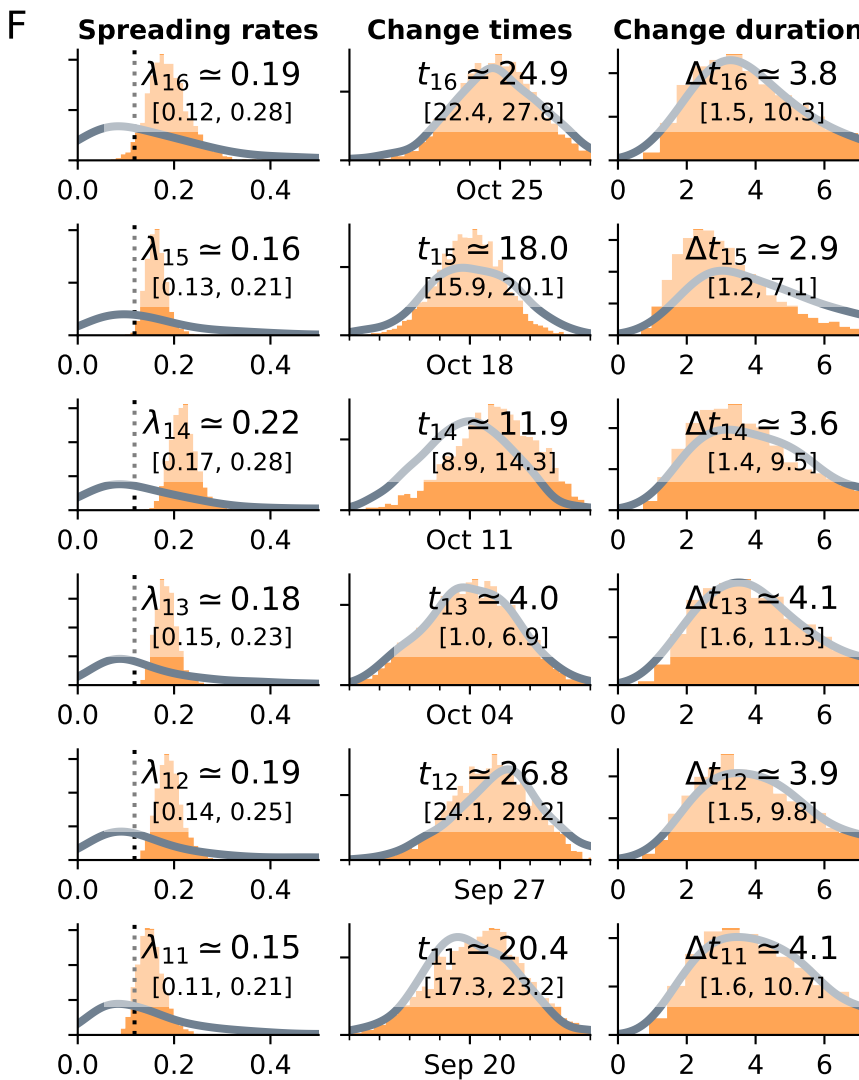 F
Spreading rates Change times Change duration
λ16 ≃ 0.19 t16 ≃ 24.9 Δt16 ≃ 3.8
[0.12, 0.28] [22.4, 27.8] [1.5, 10.3]
0.0 0.2 0.4 Oct 25 0 2 4 6
λ15 ≃ 0.16 t15 ≃ 18.0 Δt15 ≃ 2.9
[0.13, 0.21] [15.9, 20.1] [1.2, 7.1]
0.0 0.2 0.4 Oct 18 0 2 4 6
λ14 ≃ 0.22 t14 ≃ 11.9 Δt14 ≃ 3.6
[0.17, 0.28] [8.9, 14.3] [1.4, 9.5]
0.0 0.2 0.4 Oct 11 0 2 4 6
λ13 ≃ 0.18 t13 ≃ 4.0 Δt13 ≃ 4.1
[0.15, 0.23] [1.0, 6.9] [1.6, 11.3]
0.0 0.2 0.4 Oct 04 0 2 4 6
λ12 ≃ 0.19 t12 ≃ 26.8 Δt12 ≃ 3.9
[0.14, 0.25] [24.1, 29.2] [1.5, 9.8]
0.0 0.2 0.4 Sep 27 0 2 4 6
λ11 ≃ 0.15 t11 ≃ 20.4 Δt11 ≃ 4.1
[0.11, 0.21] [17.3, 23.2] [1.6, 10.7]
0.0 0.2 0.4 Sep 20 0 2 4 6